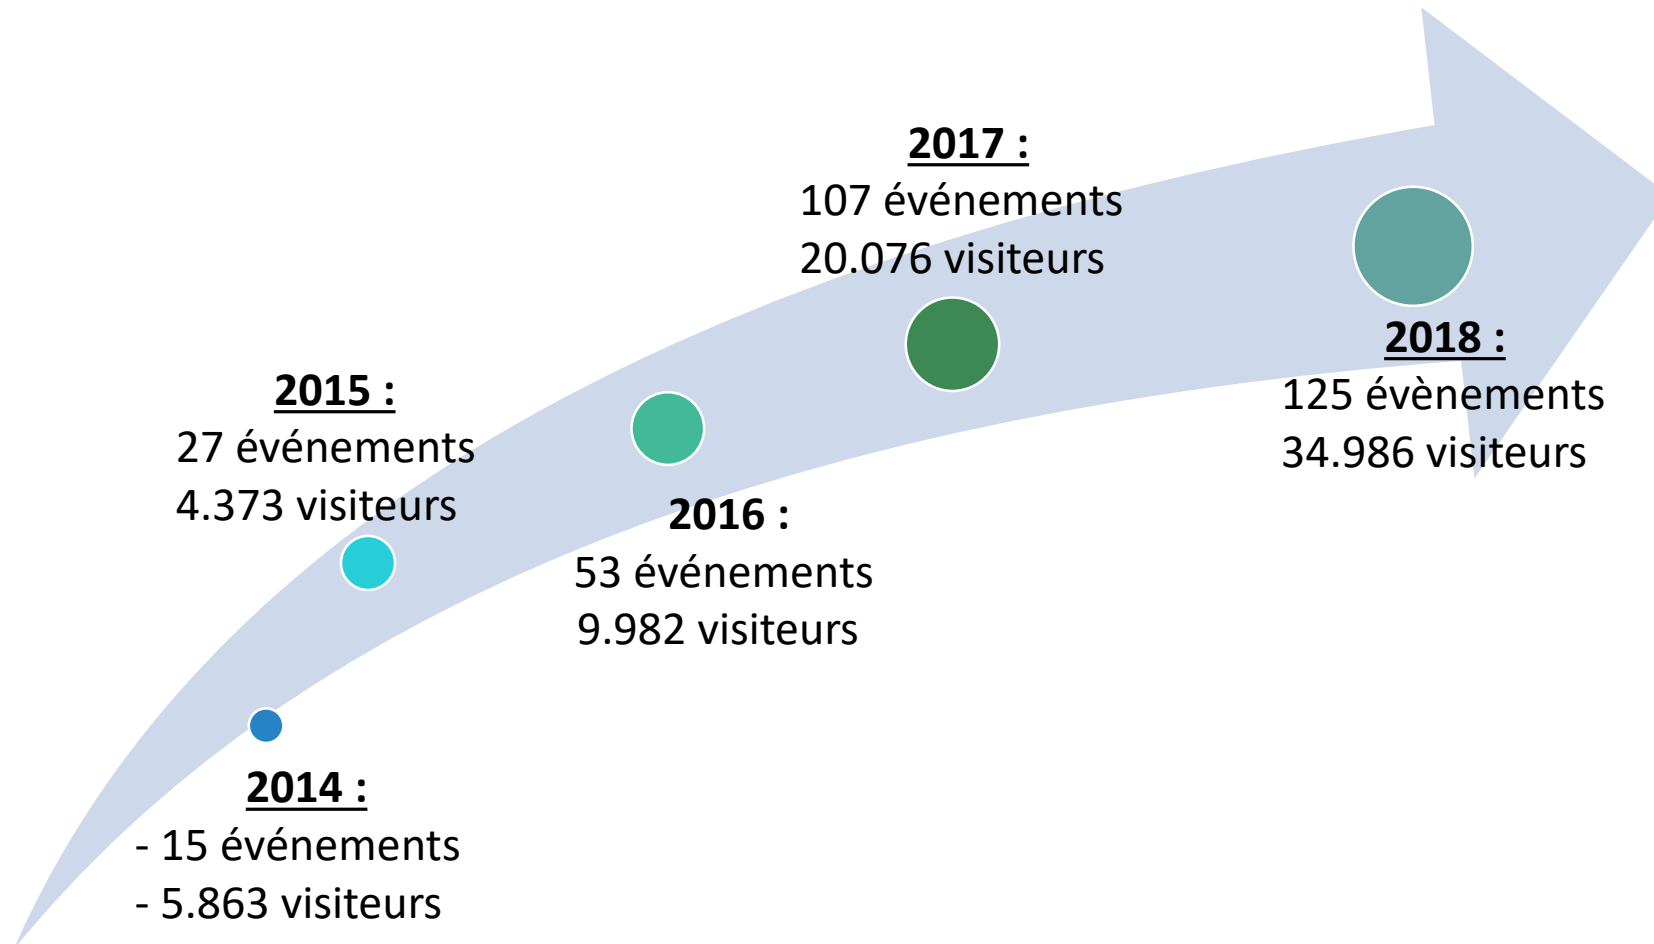 2014 :
- 15 événements
- 5.863 visiteurs
2015 :
27 événements
4.373 visiteurs
2016 :
53 événements
9.982 visiteurs
2017 :
107 événements
20.076 visiteurs
2018 :
125 évènements
34.986 visiteurs